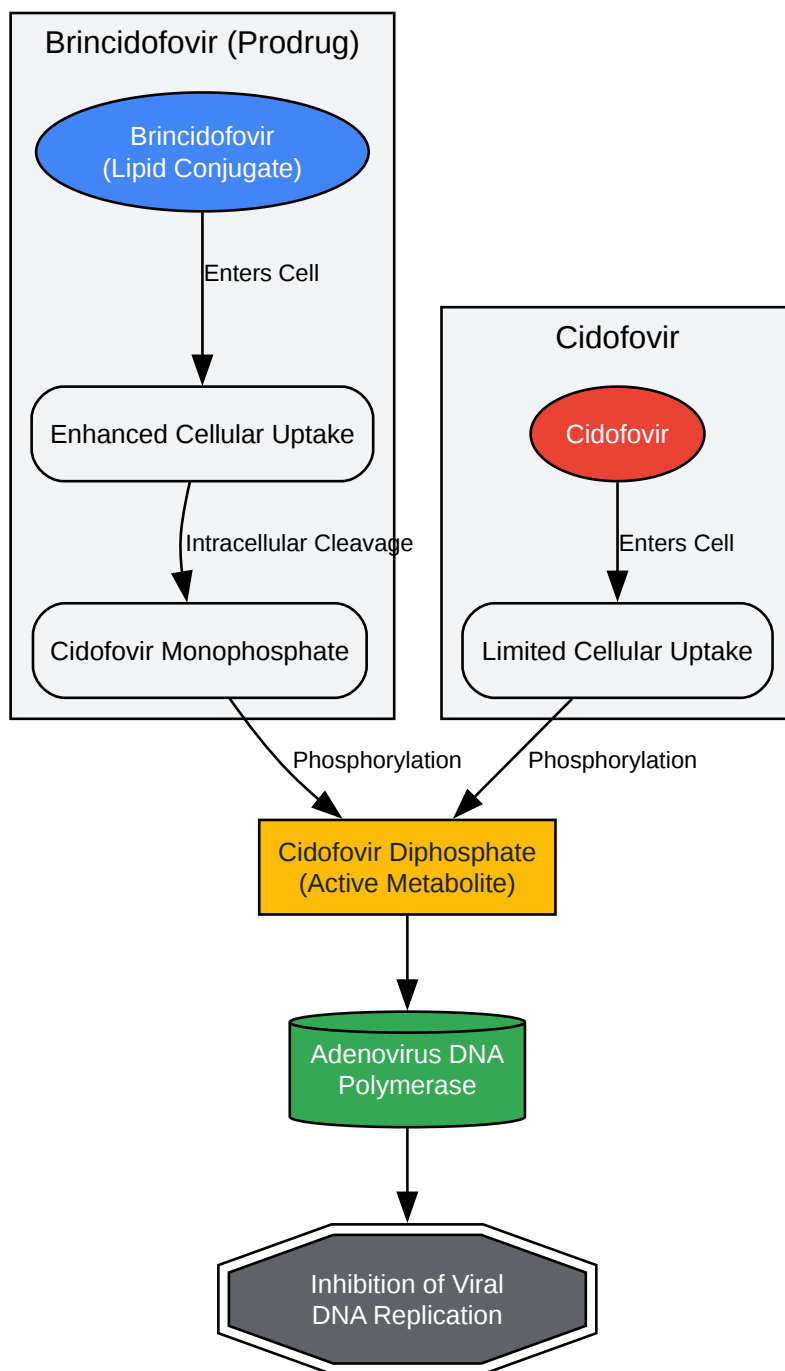 Brincidofovir (Prodrug)
Brincidofovir
(Lipid Conjugate)
Enters Cell
Enhanced Cellular Uptake
Intracellular Cleavage
Cidofovir Monophosphate
Cidofovir
Cidofovir
Enters Cell
Limited Cellular Uptake
Phosphorylation
Phosphorylation
Cidofovir Diphosphate
(Active Metabolite)
Adenovirus DNA
Polymerase
Inhibition of Viral
DNA Replication